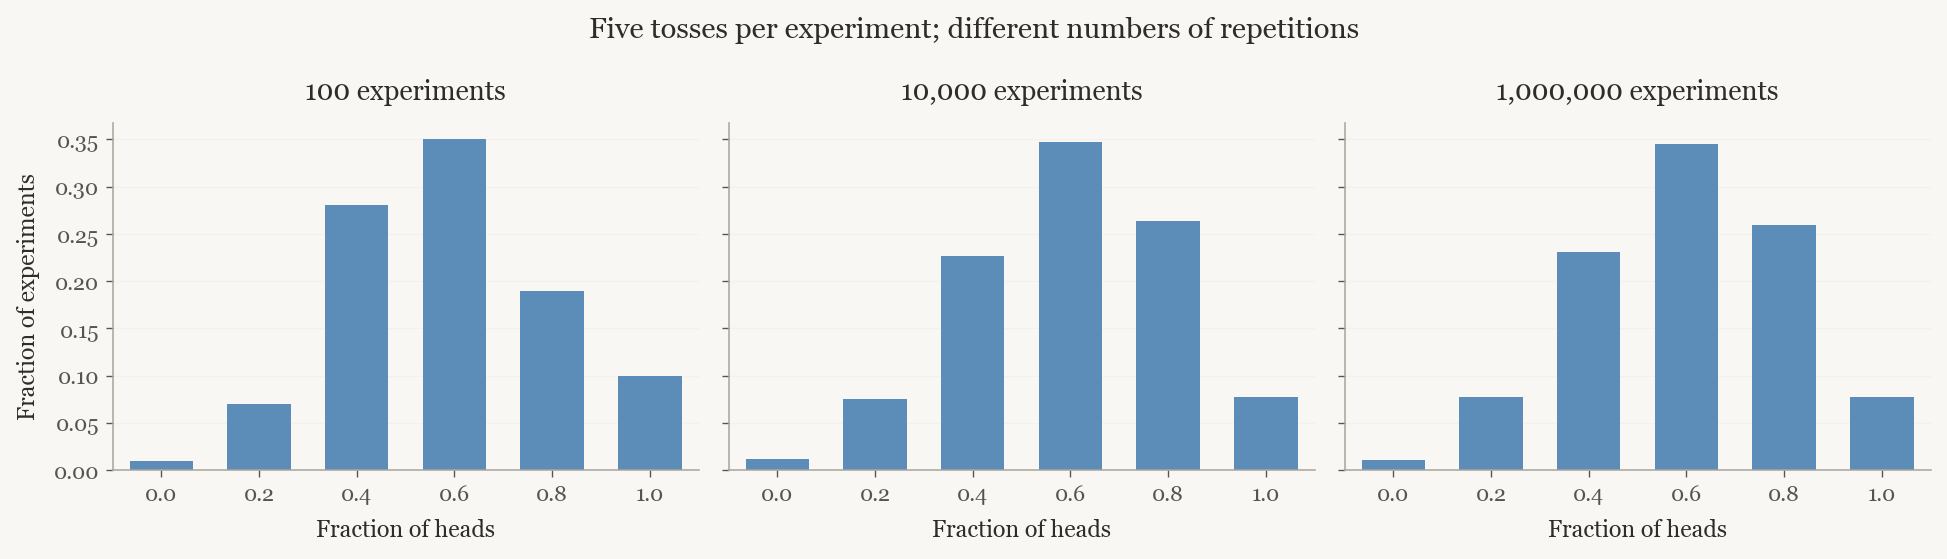 Five tosses per experiment; different numbers of repetitions
100 experiments
10,000 experiments
1,000,000 experiments
Fraction of experiments
0.35
0.30
0.25
0.20
0.15
0.10
0.05
0.00
0.0 0.2 0.4 0.6 0.8 1.0
0.0 0.2 0.4 0.6 0.8 1.0
0.0 0.2 0.4 0.6 0.8 1.0
Fraction of heads
Fraction of heads
Fraction of heads